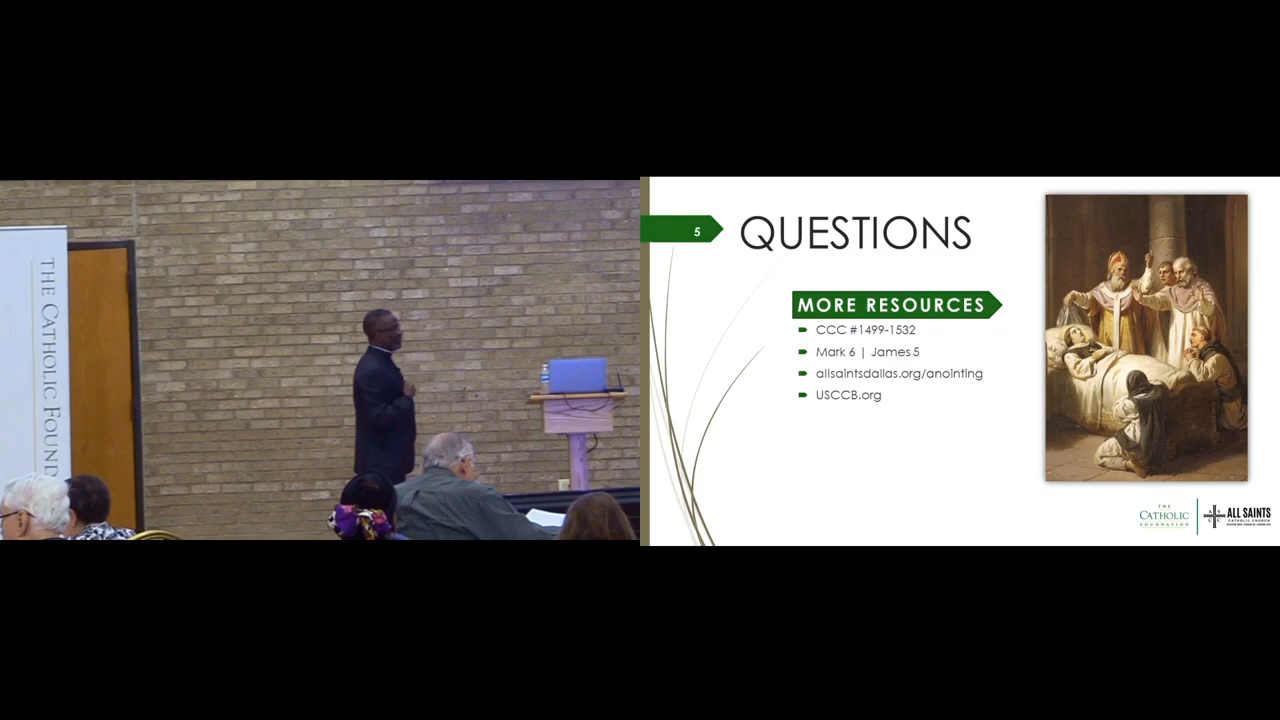 THE CATHOLIC FOUND
5
QUESTIONS
MORE RESOURCES
CCC #1499-1532
Mark 6 | James 5
allsaintsdallas.org/anointing
USCCB.org
THE
CATHOLIC
FOUNDATION
ALL SAINTS
CATHOLIC CHURCH